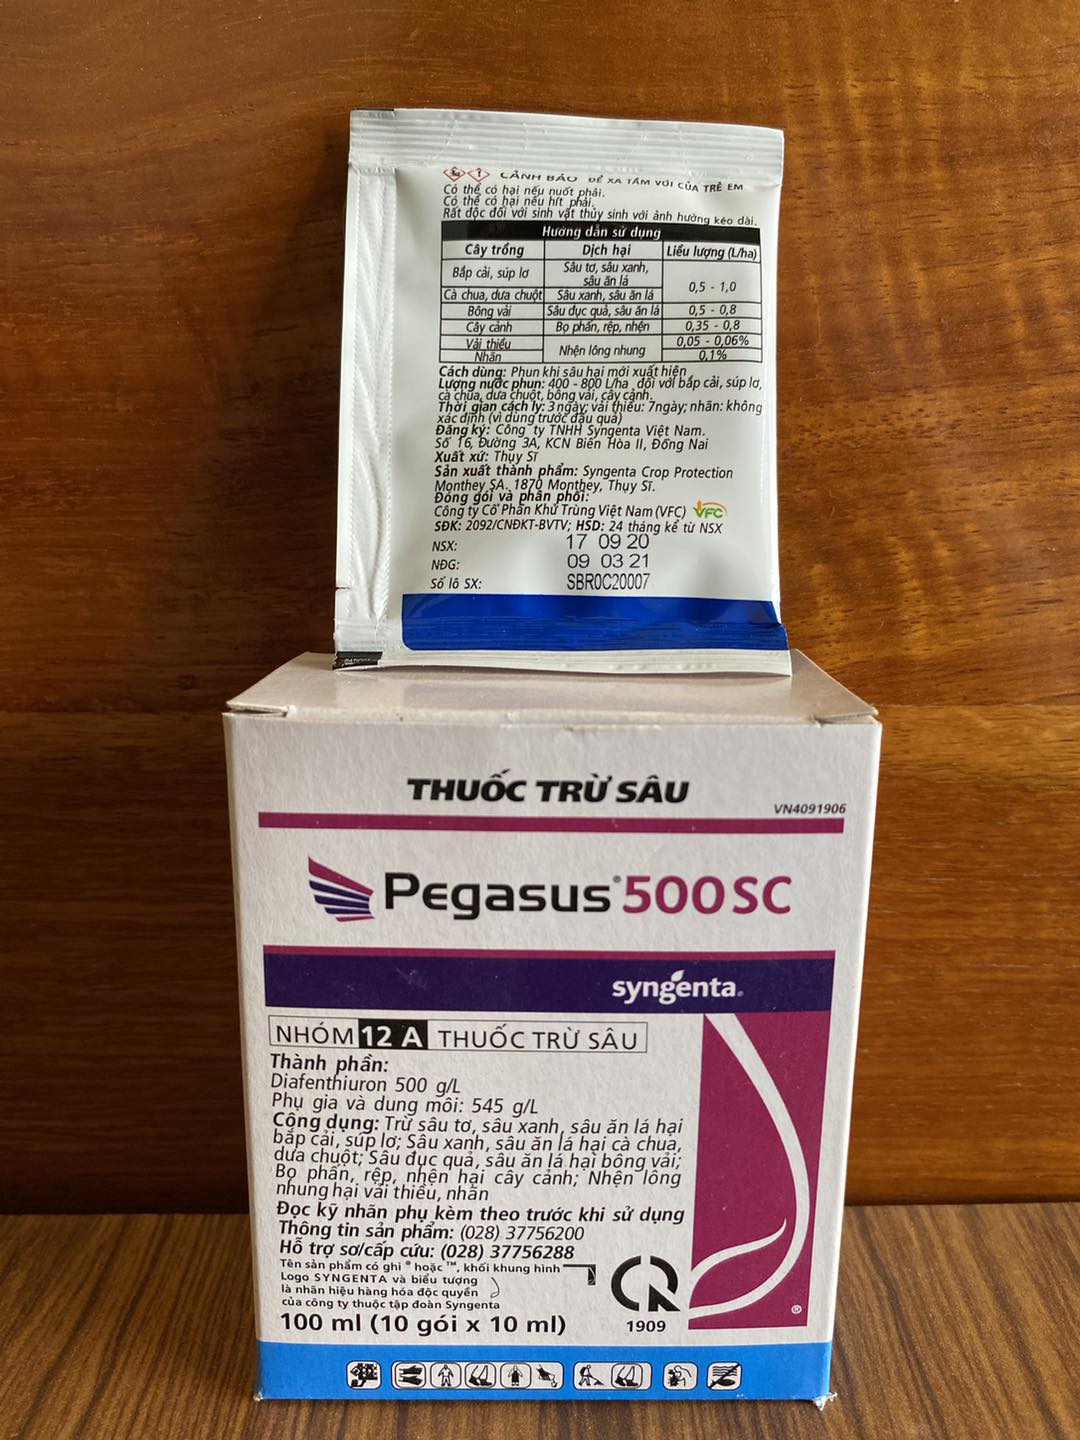 CẢNH BÁO ĐỂ XA TẦM VỚI CỦA TRẺ EM
Có thể có hại nếu nuốt phải.
Có thể có hại nếu hít phải.
Rất độc đối với sinh vật thủy sinh với ảnh hưởng kéo dài.
Hướng dẫn sử dụng
Cây trồng Dịch hại Liều lượng (L/ha)
Bắp cải, súp lơ Sâu tơ, sâu xanh, sâu ăn lá 0,5 - 1,0
Cà chua, dưa chuột Sâu xanh, sâu ăn lá
Bông vải Sâu đục quả, sâu ăn lá 0,5 - 0,8
Cây cảnh Bọ phấn, rệp, nhện 0,35 - 0,8
Vải thiều Nhện lông nhung 0,05 - 0,06%
Nhãn 0,1%
Cách dùng: Phun khi sâu hại mới xuất hiện
Lượng nước phun: 400 - 800 L/ha đối với bắp cải, súp lơ,
cà chua, dưa chuột, bông vải, cây cảnh.
Thời gian cách ly: 3 ngày; vải thiều: 7ngày; nhãn: không
xác định (vì dùng trước đậu quả)
Đăng ký: Công ty TNHH Syngenta Việt Nam.
Số 16, Đường 3A, KCN Biên Hòa II, Đồng Nai
Xuất xứ: Thụy Sĩ
Sản xuất thành phẩm: Syngenta Crop Protection
Monthey SA. 1870 Monthey, Thụy Sĩ.
Đóng gói và phân phối:
Công ty Cổ Phần Khử Trùng Việt Nam (VFC) VFC
SĐK: 2092/CNĐKT-BVTV; HSD: 24 tháng kể từ NSX
NSX: 17 09 20
NĐG: 09 03 21
Số lô SX: SBR0C20007
THUỐC TRỪ SÂU
VN4091906
Pegasus® 500SC
syngenta®
NHÓM 12 A THUỐC TRỪ SÂU
Thành phần:
Diafenthiuron 500 g/L
Phụ gia và dung môi: 545 g/L
Công dụng: Trừ sâu tơ, sâu xanh, sâu ăn lá hại
bắp cải, súp lơ; Sâu xanh, sâu ăn lá hại cà chua,
dưa chuột; Sâu đục quả, sâu ăn lá hại bông vải;
Bọ phấn, rệp, nhện hại cây cảnh; Nhện lông
nhung hại vải thiều, nhãn
Đọc kỹ nhãn phụ kèm theo trước khi sử dụng
Thông tin sản phẩm: (028) 37756200
Hỗ trợ sơ/cấp cứu: (028) 37756288
Tên sản phẩm có ghi ® hoặc ™, khối khung hình
Logo SYNGENTA và biểu tượng
là nhãn hiệu hàng hóa độc quyền
của công ty thuộc tập đoàn Syngenta
100 ml (10 gói x 10 ml)
1909
®